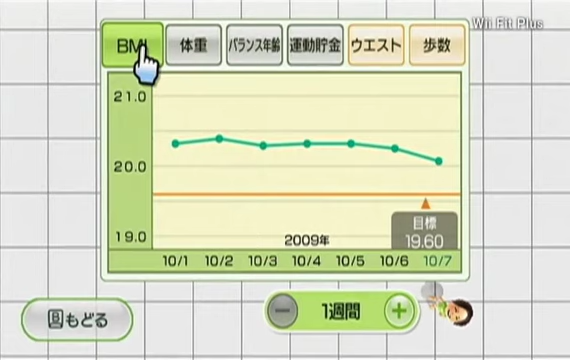 Wii Fit Plus
BMI 体重 バランス年齢 運動貯金 ウエスト 歩数
21.0
20.0
19.0
目標
19.60
2009年
10/1 10/2 10/3 10/4 10/5 10/6 10/7
もどる
− 1週間 +